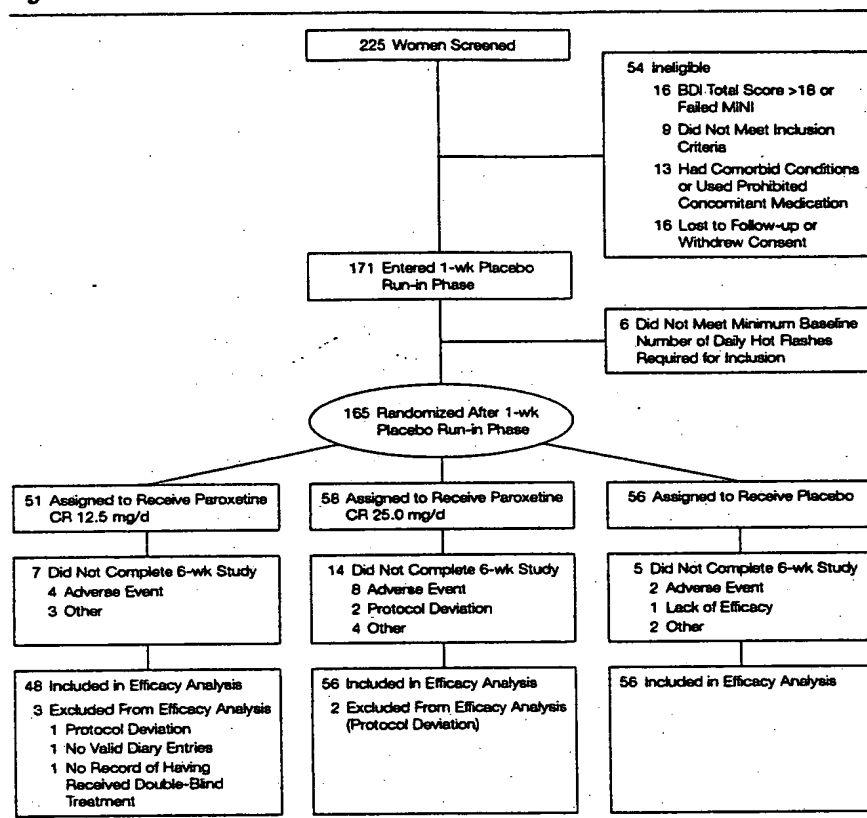 225 Women Screened
54 Ineligible
16 BDI Total Score >18 or
Failed MINI
9 Did Not Meet Inclusion
Criteria
13 Had Comorbid Conditions
or Used Prohibited
Concomitant Medication
16 Lost to Follow-up or
Withdrew Consent
171 Entered 1-wk Placebo
Run-in Phase
6 Did Not Meet Minimum Baseline
Number of Daily Hot Flashes
Required for Inclusion
165 Randomized After 1-wk
Placebo Run-in Phase
51 Assigned to Receive Paroxetine
CR 12.5 mg/d
58 Assigned to Receive Paroxetine
CR 25.0 mg/d
56 Assigned to Receive Placebo
7 Did Not Complete 6-wk Study
4 Adverse Event
3 Other
14 Did Not Complete 6-wk Study
8 Adverse Event
2 Protocol Deviation
4 Other
5 Did Not Complete 6-wk Study
2 Adverse Event
1 Lack of Efficacy
2 Other
48 Included in Efficacy Analysis
3 Excluded From Efficacy Analysis
1 Protocol Deviation
1 No Valid Diary Entries
1 No Record of Having
Received Double-Blind
Treatment
56 Included in Efficacy Analysis
2 Excluded From Efficacy Analysis
(Protocol Deviation)
56 Included in Efficacy Analysis